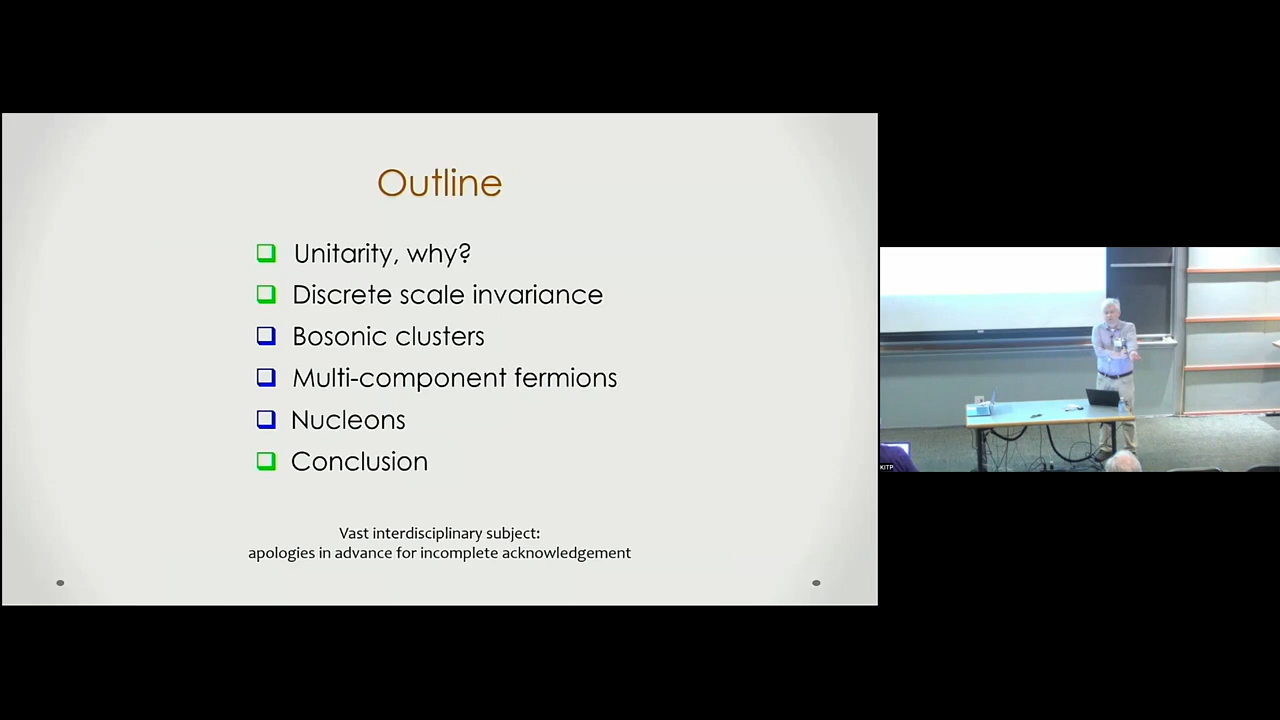 Outline
Unitarity, why?
Discrete scale invariance
Bosonic clusters
Multi-component fermions
Nucleons
Conclusion
Vast interdisciplinary subject:
apologies in advance for incomplete acknowledgement
KITP